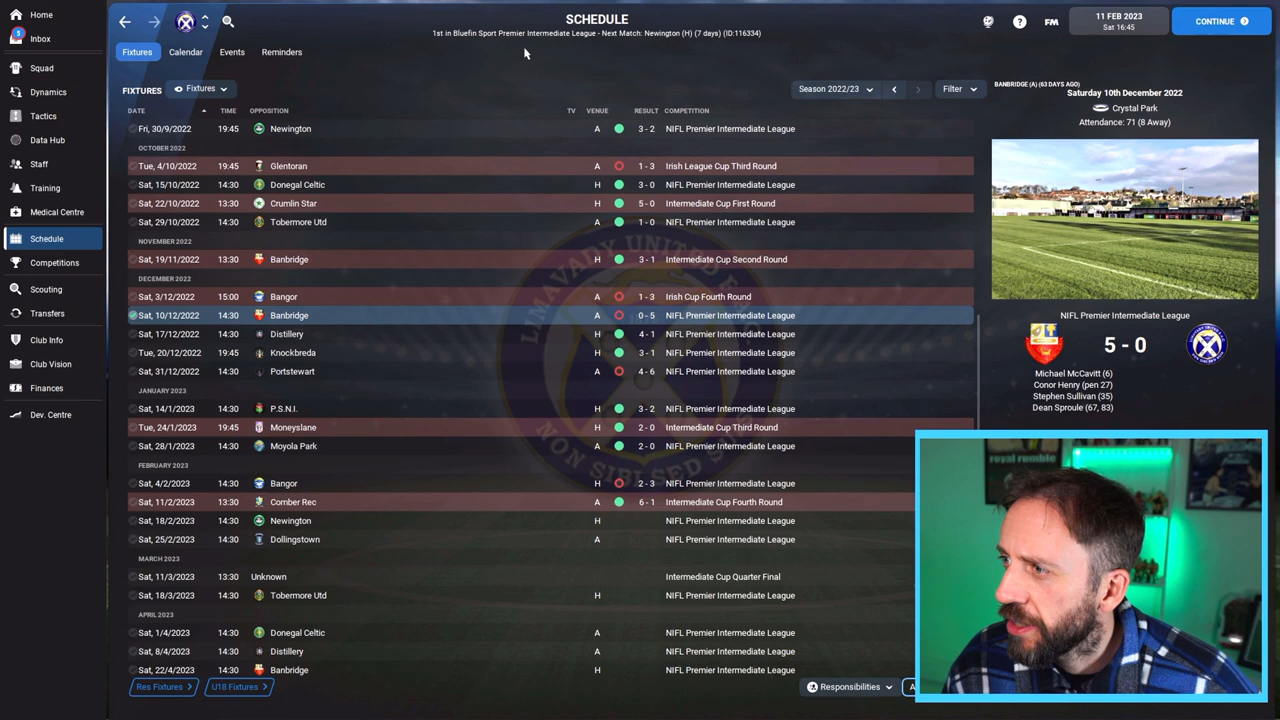 Home
5
Inbox
Squad
Dynamics
Tactics
Data Hub
Staff
Training
Medical Centre
Schedule
Competitions
Scouting
Transfers
Club Info
Club Vision
Finances
Dev. Centre
SCHEDULE
1st in Bluefin Sport Premier Intermediate League - Next Match: Newington (H) (7 days) (ID:116334)
? FM
11 FEB 2023
Sat 16:45
CONTINUE
Fixtures Calendar Events Reminders
FIXTURES Fixtures Season 2022/23 Filter
DATE TIME OPPOSITION TV VENUE RESULT COMPETITION
Fri, 30/9/2022 19:45 Newington A 3 - 2 NIFL Premier Intermediate League
OCTOBER 2022
Tue, 4/10/2022 19:45 Glentoran A 1 - 3 Irish League Cup Third Round
Sat, 15/10/2022 14:30 Donegal Celtic H 3 - 0 NIFL Premier Intermediate League
Sat, 22/10/2022 13:30 Crumlin Star H 5 - 0 Intermediate Cup First Round
Sat, 29/10/2022 14:30 Tobermore Utd A 1 - 0 NIFL Premier Intermediate League
NOVEMBER 2022
Sat, 19/11/2022 13:30 Banbridge H 3 - 1 Intermediate Cup Second Round
DECEMBER 2022
Sat, 3/12/2022 15:00 Bangor A 1 - 3 Irish Cup Fourth Round
Sat, 10/12/2022 14:30 Banbridge A 0 - 5 NIFL Premier Intermediate League
Sat, 17/12/2022 14:30 Distillery H 4 - 1 NIFL Premier Intermediate League
Tue, 20/12/2022 19:45 Knockbreda H 3 - 1 NIFL Premier Intermediate League
Sat, 31/12/2022 14:30 Portstewart A 4 - 6 NIFL Premier Intermediate League
JANUARY 2023
Sat, 14/1/2023 14:30 P.S.N.I. H 3 - 2 NIFL Premier Intermediate League
Tue, 24/1/2023 19:45 Moneyslane H 2 - 0 Intermediate Cup Third Round
Sat, 28/1/2023 14:30 Moyola Park A 2 - 0 NIFL Premier Intermediate League
FEBRUARY 2023
Sat, 4/2/2023 14:30 Bangor H 2 - 3 NIFL Premier Intermediate League
Sat, 11/2/2023 13:30 Comber Rec A 6 - 1 Intermediate Cup Fourth Round
Sat, 18/2/2023 14:30 Newington H NIFL Premier Intermediate League
Sat, 25/2/2023 14:30 Dollingstown A NIFL Premier Intermediate League
MARCH 2023
Sat, 11/3/2023 13:30 Unknown Intermediate Cup Quarter Final
Sat, 18/3/2023 14:30 Tobermore Utd H NIFL Premier Intermediate League
APRIL 2023
Sat, 1/4/2023 14:30 Donegal Celtic A NIFL Premier Intermediate League
Sat, 8/4/2023 14:30 Distillery A NIFL Premier Intermediate League
Sat, 22/4/2023 14:30 Banbridge H NIFL Premier Intermediate League
Res Fixtures U18 Fixtures Responsibilities
BANBRIDGE (A) (63 DAYS AGO)
Saturday 10th December 2022
Crystal Park
Attendance: 71 (8 Away)
NIFL Premier Intermediate League
5 - 0
Michael McCavitt (6)
Conor Henry (pen 27)
Stephen Sullivan (35)
Dean Sproule (67, 83)
royal rumble
LIMAVADY UNITED
NON SIBI SED